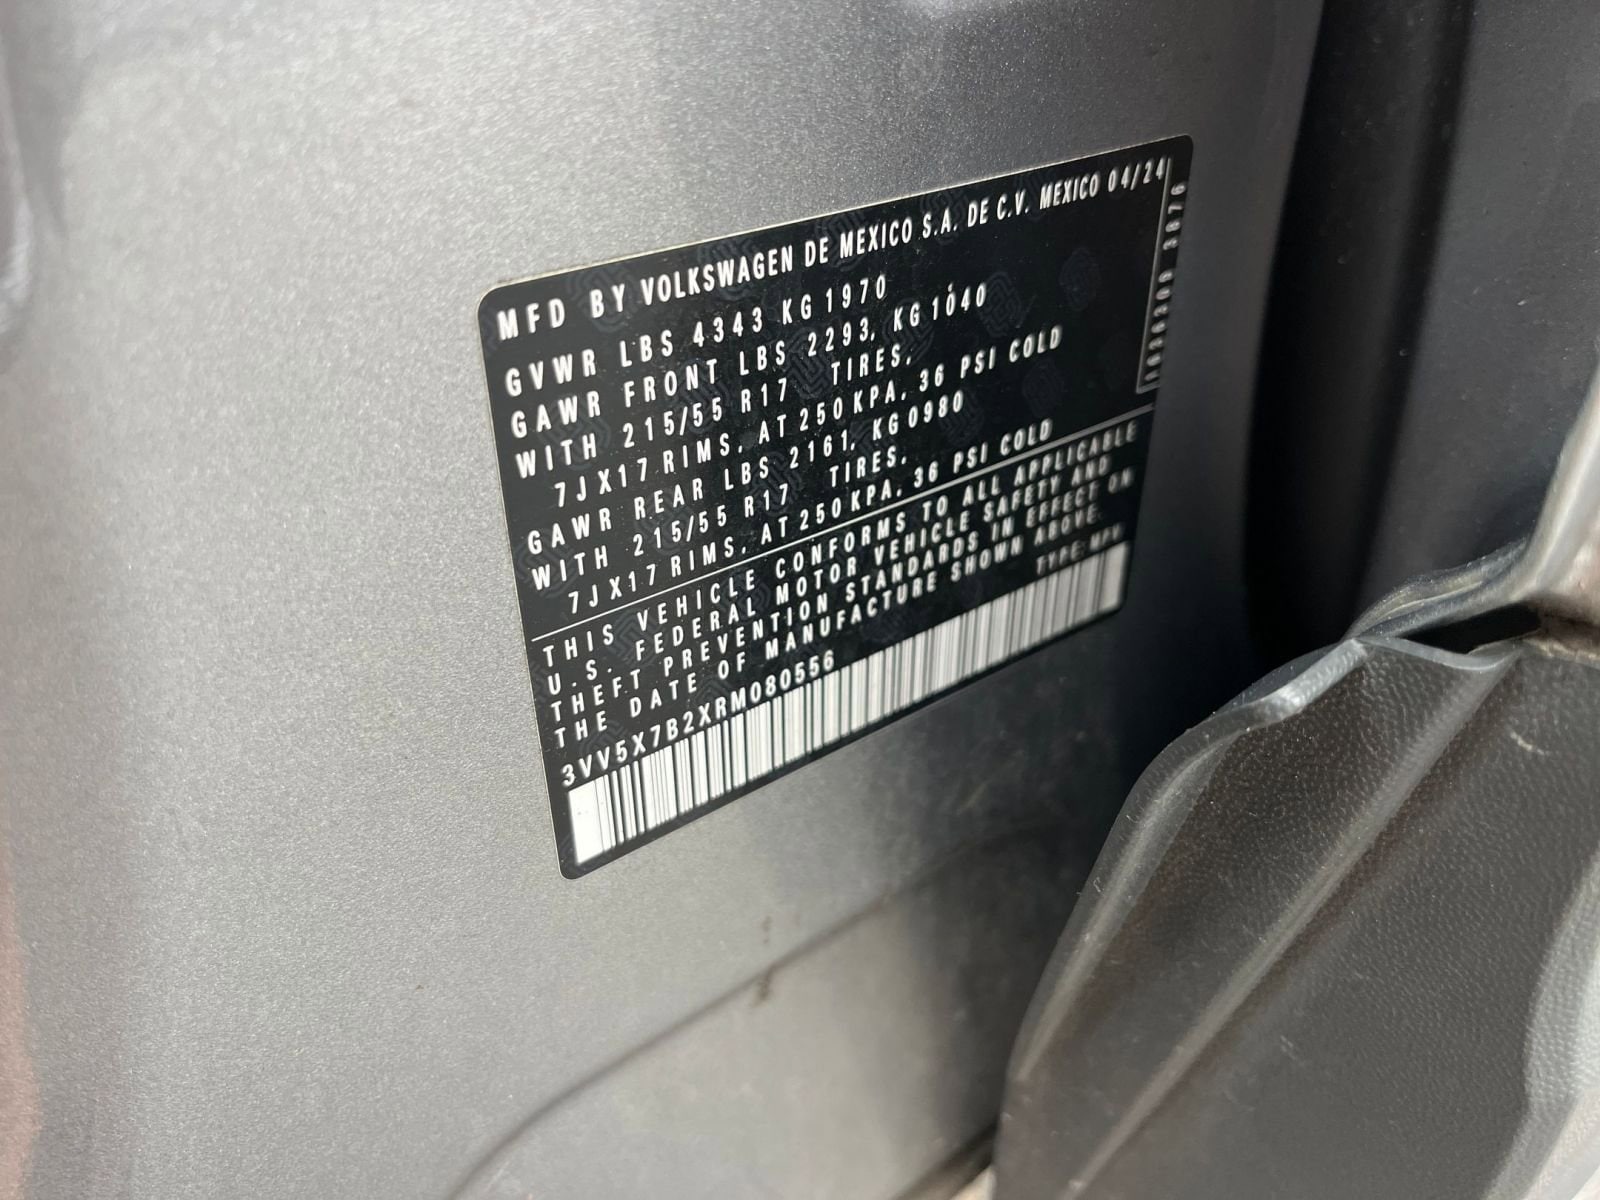 MFD BY VOLKSWAGEN DE MEXICO S.A. DE C.V. MEXICO 04/24
GVWR LBS 4343 KG 1970
GAWR FRONT LBS 2293, KG 1040
WITH 215/55 R17 TIRES,
7JX17 RIMS, AT 250 KPA, 36 PSI COLD
GAWR REAR LBS 2161, KG 0980
WITH 215/55 R17 TIRES,
7JX17 RIMS, AT 250 KPA, 36 PSI COLD
THIS VEHICLE CONFORMS TO ALL APPLICABLE
U.S. FEDERAL MOTOR VEHICLE SAFETY AND
THEFT PREVENTION STANDARDS IN EFFECT ON
THE DATE OF MANUFACTURE SHOWN ABOVE.
3VV5X7B2XRM080556 TYPE: MPV